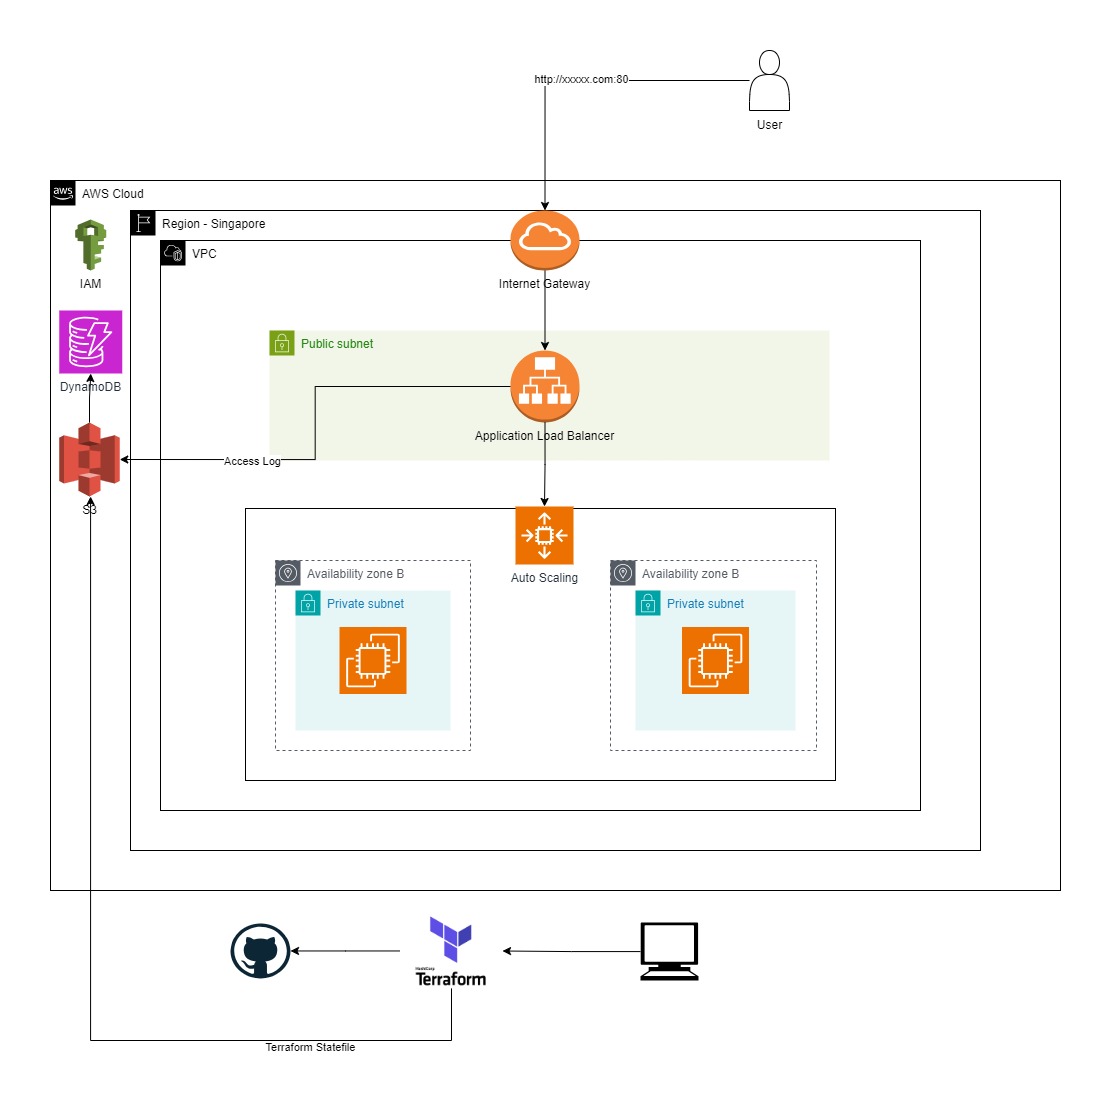 http://xxxxx.com:80
User
aws
AWS Cloud
Region - Singapore
IAM
VPC
Internet Gateway
Public subnet
DynamoDB
Application Load Balancer
Access Log
S3
Auto Scaling
Availability zone B
Availability zone B
Private subnet
Private subnet
HashiCorp
Terraform
Terraform Statefile